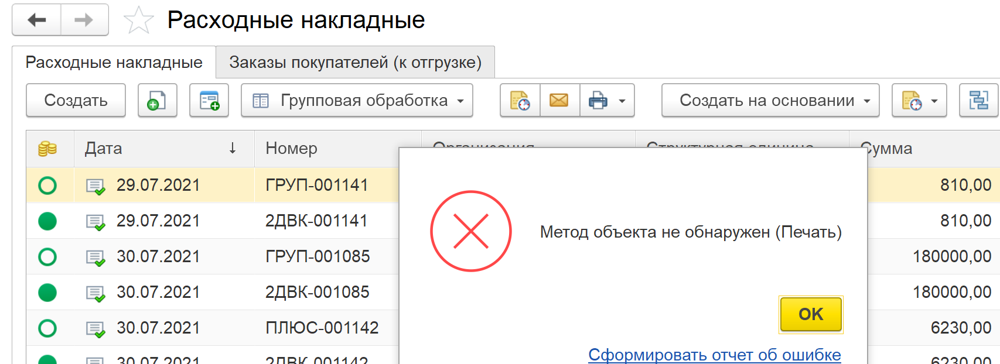 Расходные накладные
Расходные накладные Заказы покупателей (к отгрузке)
Создать Групповая обработка Создать на основании
Дата ↓ Номер Организация Структурная единица Сумма
29.07.2021 ГРУП-001141 810,00
29.07.2021 2ДВК-001141 810,00
Метод объекта не обнаружен (Печать)
30.07.2021 ГРУП-001085 180000,00
30.07.2021 2ДВК-001085 180000,00
OK
30.07.2021 ПЛЮС-001142 6230,00
Сформировать отчет об ошибке
30.07.2021 2ДВК-001142 6230,00